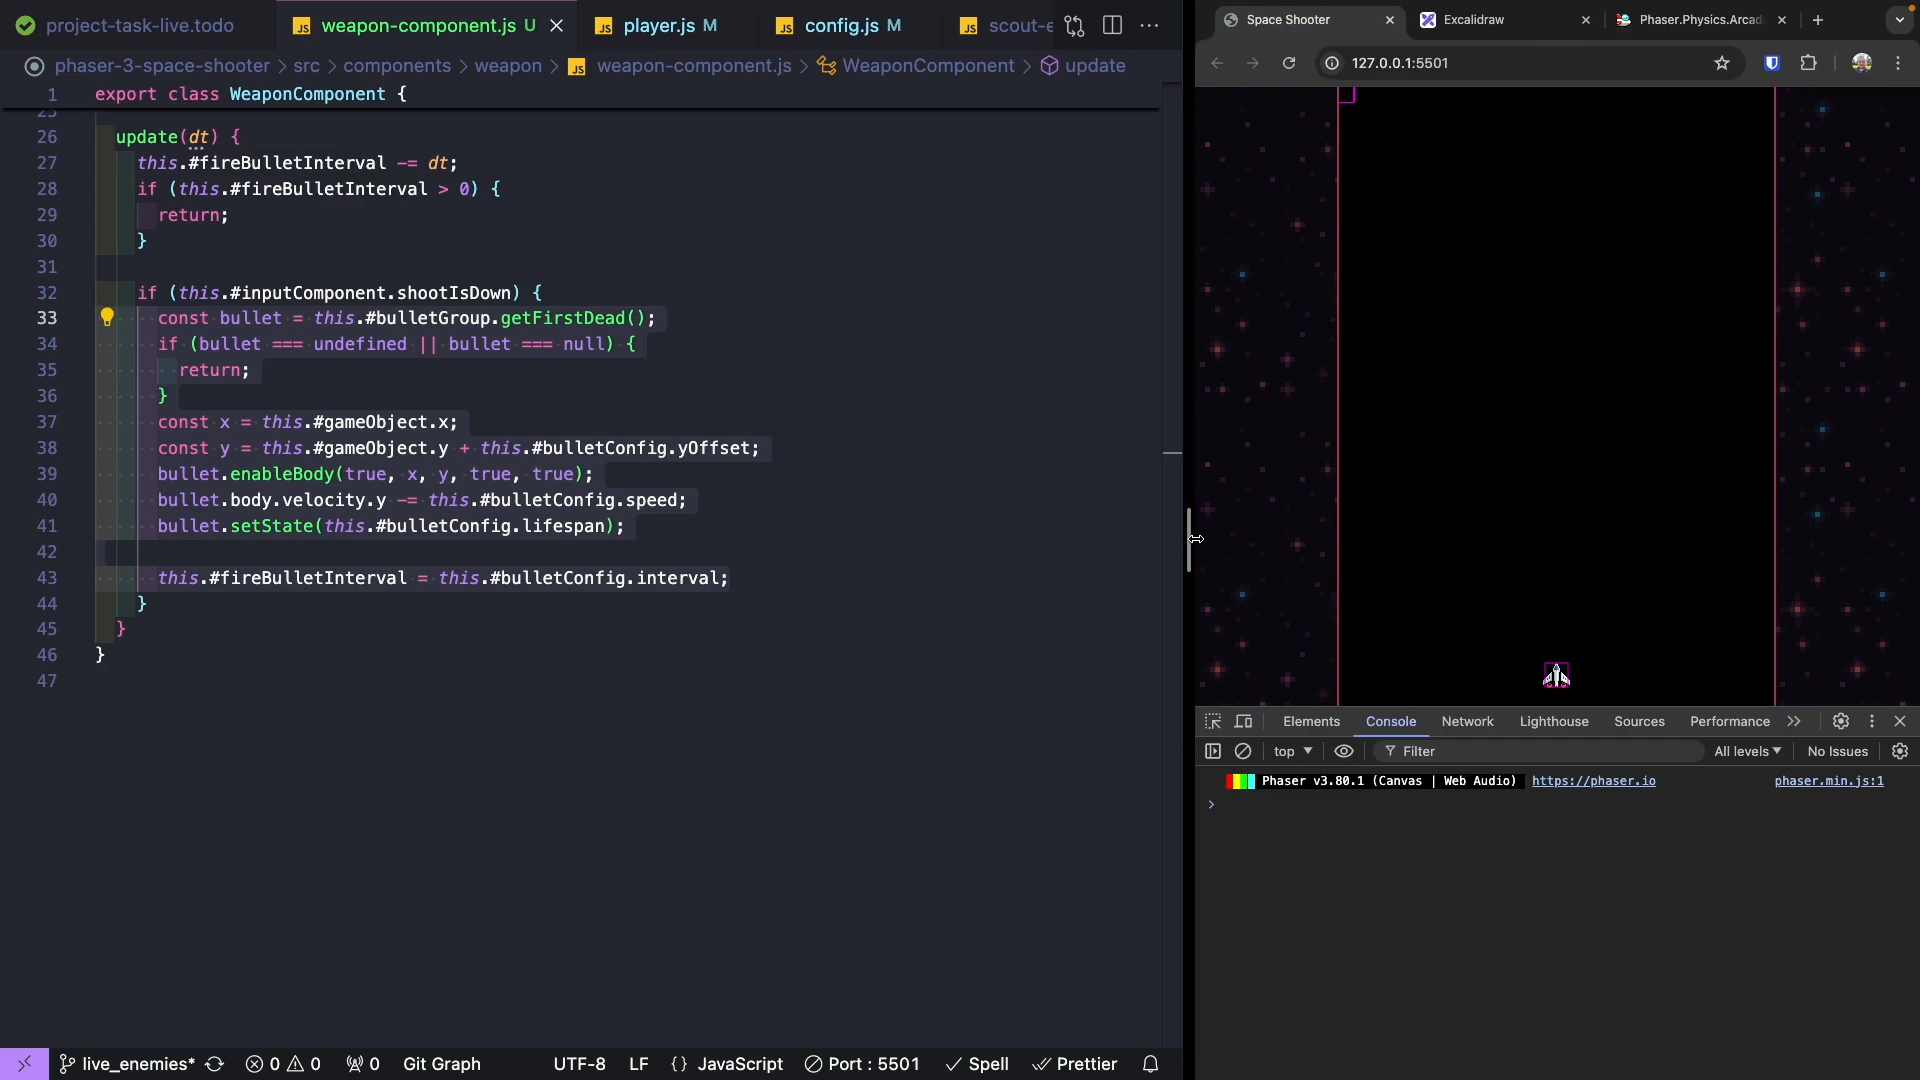 project-task-live.todo
weapon-component.js U
player.js M
config.js M
scout-e
phaser-3-space-shooter > src > components > weapon > weapon-component.js > WeaponComponent > update
1 export class WeaponComponent {
25
26 update(dt) {
27 this.#fireBulletInterval -= dt;
28 if (this.#fireBulletInterval > 0) {
29 return;
30 }
31
32 if (this.#inputComponent.shootIsDown) {
33 const bullet = this.#bulletGroup.getFirstDead();
34 if (bullet === undefined || bullet === null) {
35 return;
36 }
37 const x = this.#gameObject.x;
38 const y = this.#gameObject.y + this.#bulletConfig.yOffset;
39 bullet.enableBody(true, x, y, true, true);
40 bullet.body.velocity.y -= this.#bulletConfig.speed;
41 bullet.setState(this.#bulletConfig.lifespan);
42
43 this.#fireBulletInterval = this.#bulletConfig.interval;
44 }
45 }
46 }
47
live_enemies* 0 0 0 Git Graph UTF-8 LF {} JavaScript Port : 5501 Spell Prettier
Space Shooter
Excalidraw
Phaser.Physics.Arcad
127.0.0.1:5501
Elements Console Network Lighthouse Sources Performance
top Filter All levels No Issues
Phaser v3.80.1 (Canvas | Web Audio) https://phaser.io phaser.min.js:1